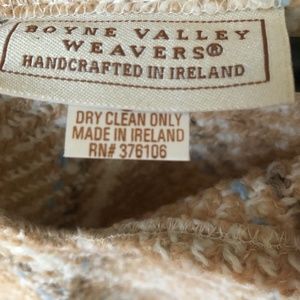 BOYNE VALLEY
WEAVERS®
HANDCRAFTED IN IRELAND
DRY CLEAN ONLY
MADE IN IRELAND
RN# 376106